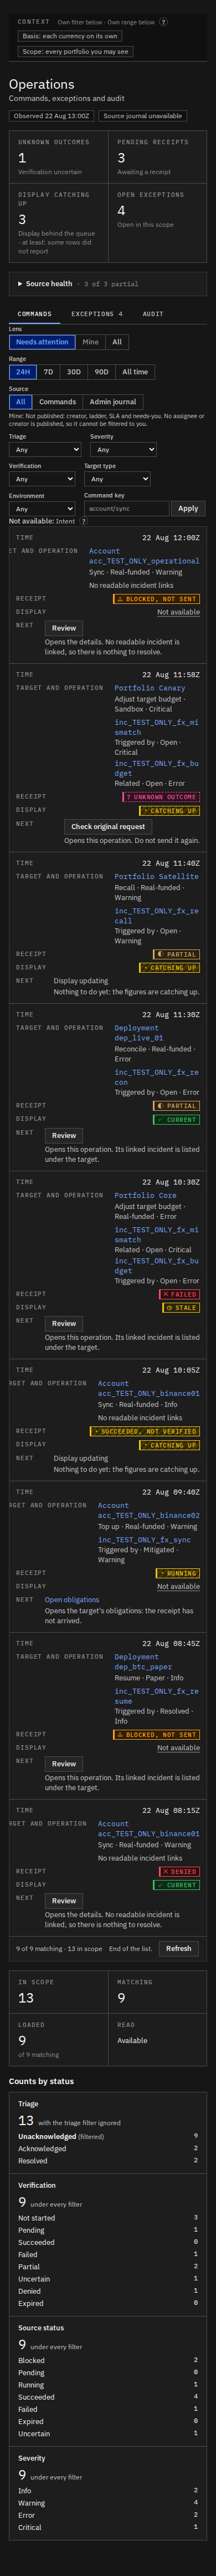 CONTEXT Own filter below · Own range below ?
Basis: each currency on its own
Scope: every portfolio you may see
Operations
Commands, exceptions and audit
Observed 22 Aug 13:00Z Source journal unavailable
UNKNOWN OUTCOMES
1
Verification uncertain
PENDING RECEIPTS
3
Awaiting a receipt
DISPLAY CATCHING
UP
3
Display behind the queue
· at least: some rows did
not report
OPEN EXCEPTIONS
4
Open in this scope
▶ Source health · 3 of 3 partial
COMMANDS EXCEPTIONS 4 AUDIT
Lens
Needs attention Mine All
Range
24H 7D 30D 90D All time
Source
All Commands Admin journal
Mine: Not published: creator, ladder, SLA and needs-you. No assignee or
creator is published, so it cannot be filtered to you.
Triage Severity
Any Any
Verification Target type
Any Any
Environment Command key
Any account/sync Apply
Not available: Intent ?
TIME 22 Aug 12:00Z
ET AND OPERATION Account
acc_TEST_ONLY_operational
Sync · Real-funded · Warning
No readable incident links
RECEIPT ⚠ BLOCKED, NOT SENT
DISPLAY Not available
NEXT Review
Opens the details. No readable incident is
linked, so there is nothing to resolve.
TIME 22 Aug 11:58Z
TARGET AND OPERATION Portfolio Canary
Adjust target budget ·
Sandbox · Critical
inc_TEST_ONLY_fx_mi
smatch
Triggered by · Open ·
Critical
inc_TEST_ONLY_fx_bu
dget
Related · Open · Error
RECEIPT ? UNKNOWN OUTCOME
DISPLAY CATCHING UP
NEXT Check original request
Opens this operation. Do not send it again.
TIME 22 Aug 11:40Z
TARGET AND OPERATION Portfolio Satellite
Recall · Real-funded ·
Warning
inc_TEST_ONLY_fx_re
call
Triggered by · Open ·
Warning
RECEIPT ◐ PARTIAL
DISPLAY CATCHING UP
NEXT Display updating
Nothing to do yet: the figures are catching up.
TIME 22 Aug 11:30Z
TARGET AND OPERATION Deployment
dep_live_01
Reconcile · Real-funded ·
Error
inc_TEST_ONLY_fx_re
con
Triggered by · Open · Error
RECEIPT ◐ PARTIAL
DISPLAY ✓ CURRENT
NEXT Review
Opens this operation. Its linked incident is listed
under the target.
TIME 22 Aug 10:30Z
TARGET AND OPERATION Portfolio Core
Adjust target budget ·
Real-funded · Error
inc_TEST_ONLY_fx_mi
smatch
Related · Open · Critical
inc_TEST_ONLY_fx_bu
dget
Triggered by · Open · Error
RECEIPT ✕ FAILED
DISPLAY ◷ STALE
NEXT Review
Opens this operation. Its linked incident is listed
under the target.
TIME 22 Aug 10:05Z
RGET AND OPERATION Account
acc_TEST_ONLY_binance01
Sync · Real-funded · Info
No readable incident links
RECEIPT SUCCEEDED, NOT VERIFIED
DISPLAY CATCHING UP
NEXT Display updating
Nothing to do yet: the figures are catching up.
TIME 22 Aug 09:40Z
RGET AND OPERATION Account
acc_TEST_ONLY_binance02
Top up · Real-funded · Warning
inc_TEST_ONLY_fx_sync
Triggered by · Mitigated ·
Warning
RECEIPT RUNNING
DISPLAY Not available
NEXT Open obligations
Opens the target's obligations: the receipt has
not arrived.
TIME 22 Aug 08:45Z
TARGET AND OPERATION Deployment
dep_btc_paper
Resume · Paper · Info
inc_TEST_ONLY_fx_re
sume
Triggered by · Resolved ·
Info
RECEIPT ⚠ BLOCKED, NOT SENT
DISPLAY Not available
NEXT Review
Opens this operation. Its linked incident is listed
under the target.
TIME 22 Aug 08:15Z
RGET AND OPERATION Account
acc_TEST_ONLY_binance01
Sync · Real-funded · Warning
No readable incident links
RECEIPT ✕ DENIED
DISPLAY ✓ CURRENT
NEXT Review
Opens the details. No readable incident is
linked, so there is nothing to resolve.
9 of 9 matching · 13 in scope End of the list. Refresh
IN SCOPE
13
MATCHING
9
LOADED
9
of 9 matching
READ
Available
Counts by status
Triage
13 with the triage filter ignored
Unacknowledged (filtered) 9
Acknowledged 2
Resolved 2
Verification
9 under every filter
Not started 3
Pending 1
Succeeded 0
Failed 1
Partial 2
Uncertain 1
Denied 1
Expired 0
Source status
9 under every filter
Blocked 2
Pending 0
Running 1
Succeeded 4
Failed 1
Expired 0
Uncertain 1
Severity
9 under every filter
Info 2
Warning 4
Error 2
Critical 1